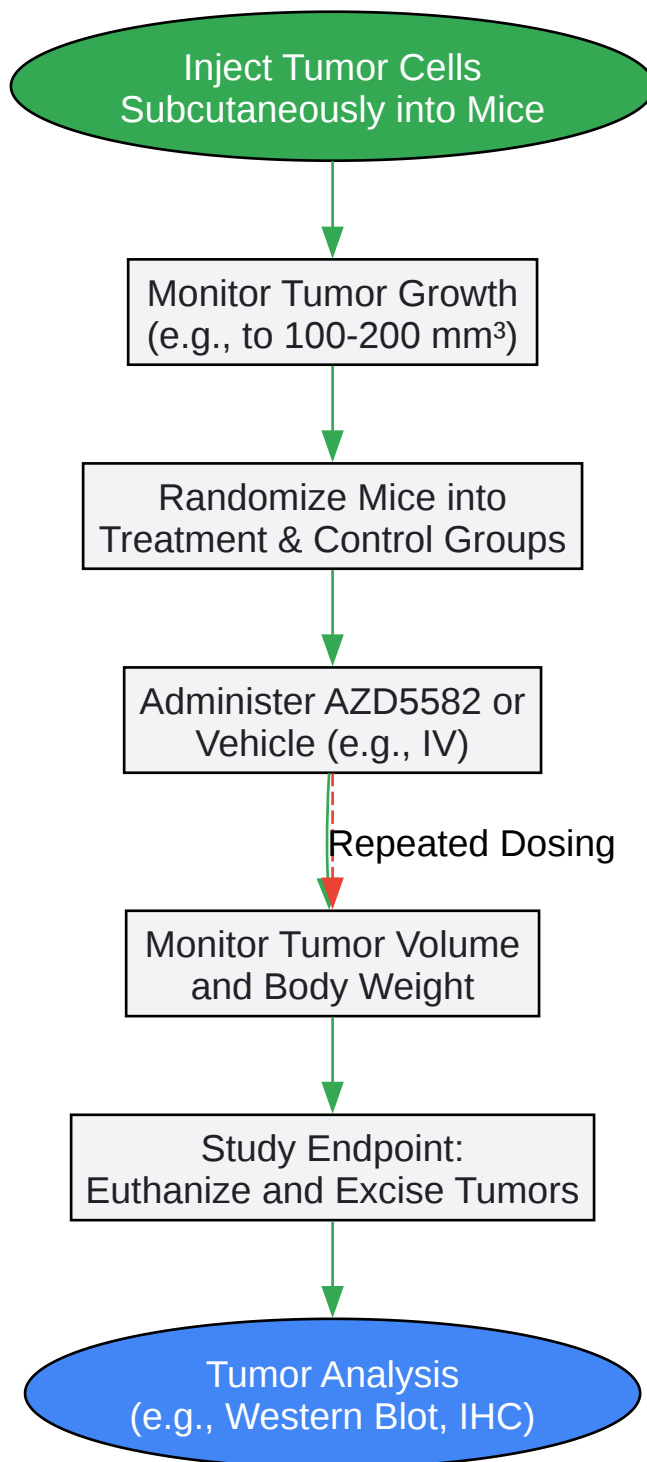 Inject Tumor Cells
Subcutaneously into Mice
Monitor Tumor Growth
(e.g., to 100-200 mm³)
Randomize Mice into
Treatment & Control Groups
Administer AZD5582 or
Vehicle (e.g., IV)
Repeated Dosing
Monitor Tumor Volume
and Body Weight
Study Endpoint:
Euthanize and Excise Tumors
Tumor Analysis
(e.g., Western Blot, IHC)